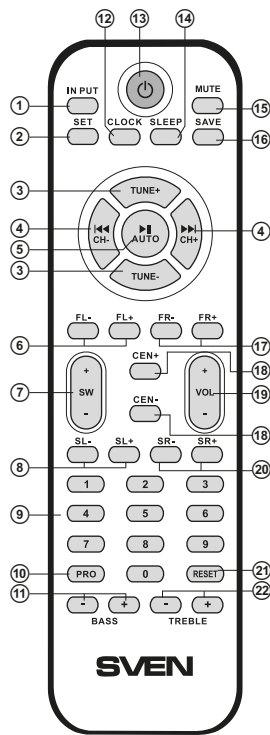 12 13 14
IN PUT MUTE
1 15
SET CLOCK SLEEP SAVE
2 16
3 TUNE+
4 CH- AUTO CH+ 4
5
3 TUNE-
FL- FL+ FR- FR+
6 17
CEN+ 18
7 SW + - VOL + - 19
CEN- 18
SL- SL+ SR- SR+
8 20
1 2 3
9 4 5 6
7 8 9
10 PRO 0 RESET 21
11 - + - + 22
BASS TREBLE
SVEN